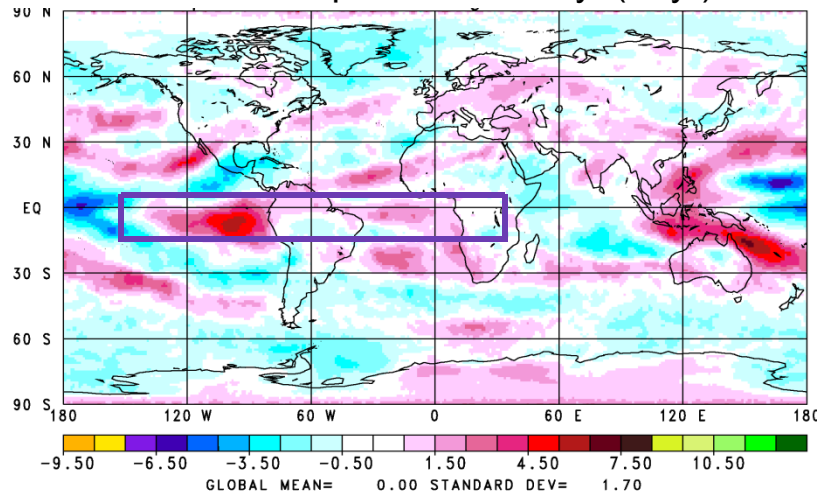 90 N
60 N
30 N
EQ
30 S
60 S
90 S
180 120 W 60 W 0 60 E 120 E 180
-9.50 -6.50 -3.50 -0.50 1.50 4.50 7.50 10.50
GLOBAL MEAN= 0.00 STANDARD DEV= 1.70